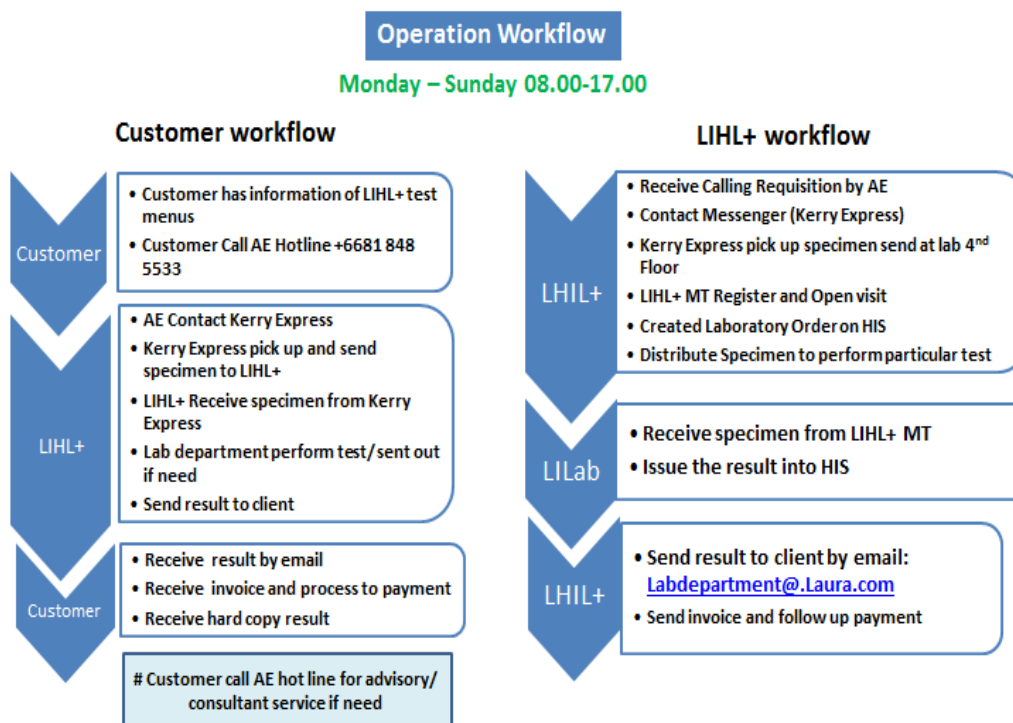 Operation Workflow
Monday – Sunday 08.00-17.00
Customer workflow
Customer
• Customer has information of LIHL+ test
menus
• Customer Call AE Hotline +6681 848
5533
LIHL+
• AE Contact Kerry Express
• Kerry Express pick up and send
specimen to LIHL+
• LIHL+ Receive specimen from Kerry
Express
• Lab department perform test/sent out
if need
• Send result to client
Customer
• Receive result by email
• Receive invoice and process to payment
• Receive hard copy result
# Customer call AE hot line for advisory/
consultant service if need
LIHL+ workflow
LHIL+
• Receive Calling Requisition by AE
• Contact Messenger (Kerry Express)
• Kerry Express pick up specimen send at lab 4nd
Floor
• LIHL+ MT Register and Open visit
• Created Laboratory Order on HIS
• Distribute Specimen to perform particular test
LILab
• Receive specimen from LIHL+ MT
• Issue the result into HIS
LHIL+
• Send result to client by email:
Labdepartment@.Laura.com
• Send invoice and follow up payment